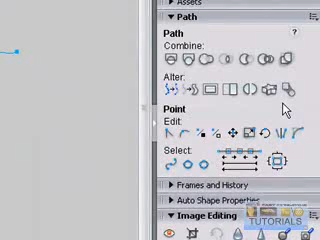 Assets
Path
?
Path
Combine:
Alter:
Point
Edit:
Select:
Frames and History
Auto Shape Properties
Image Editing
TUTORIALS